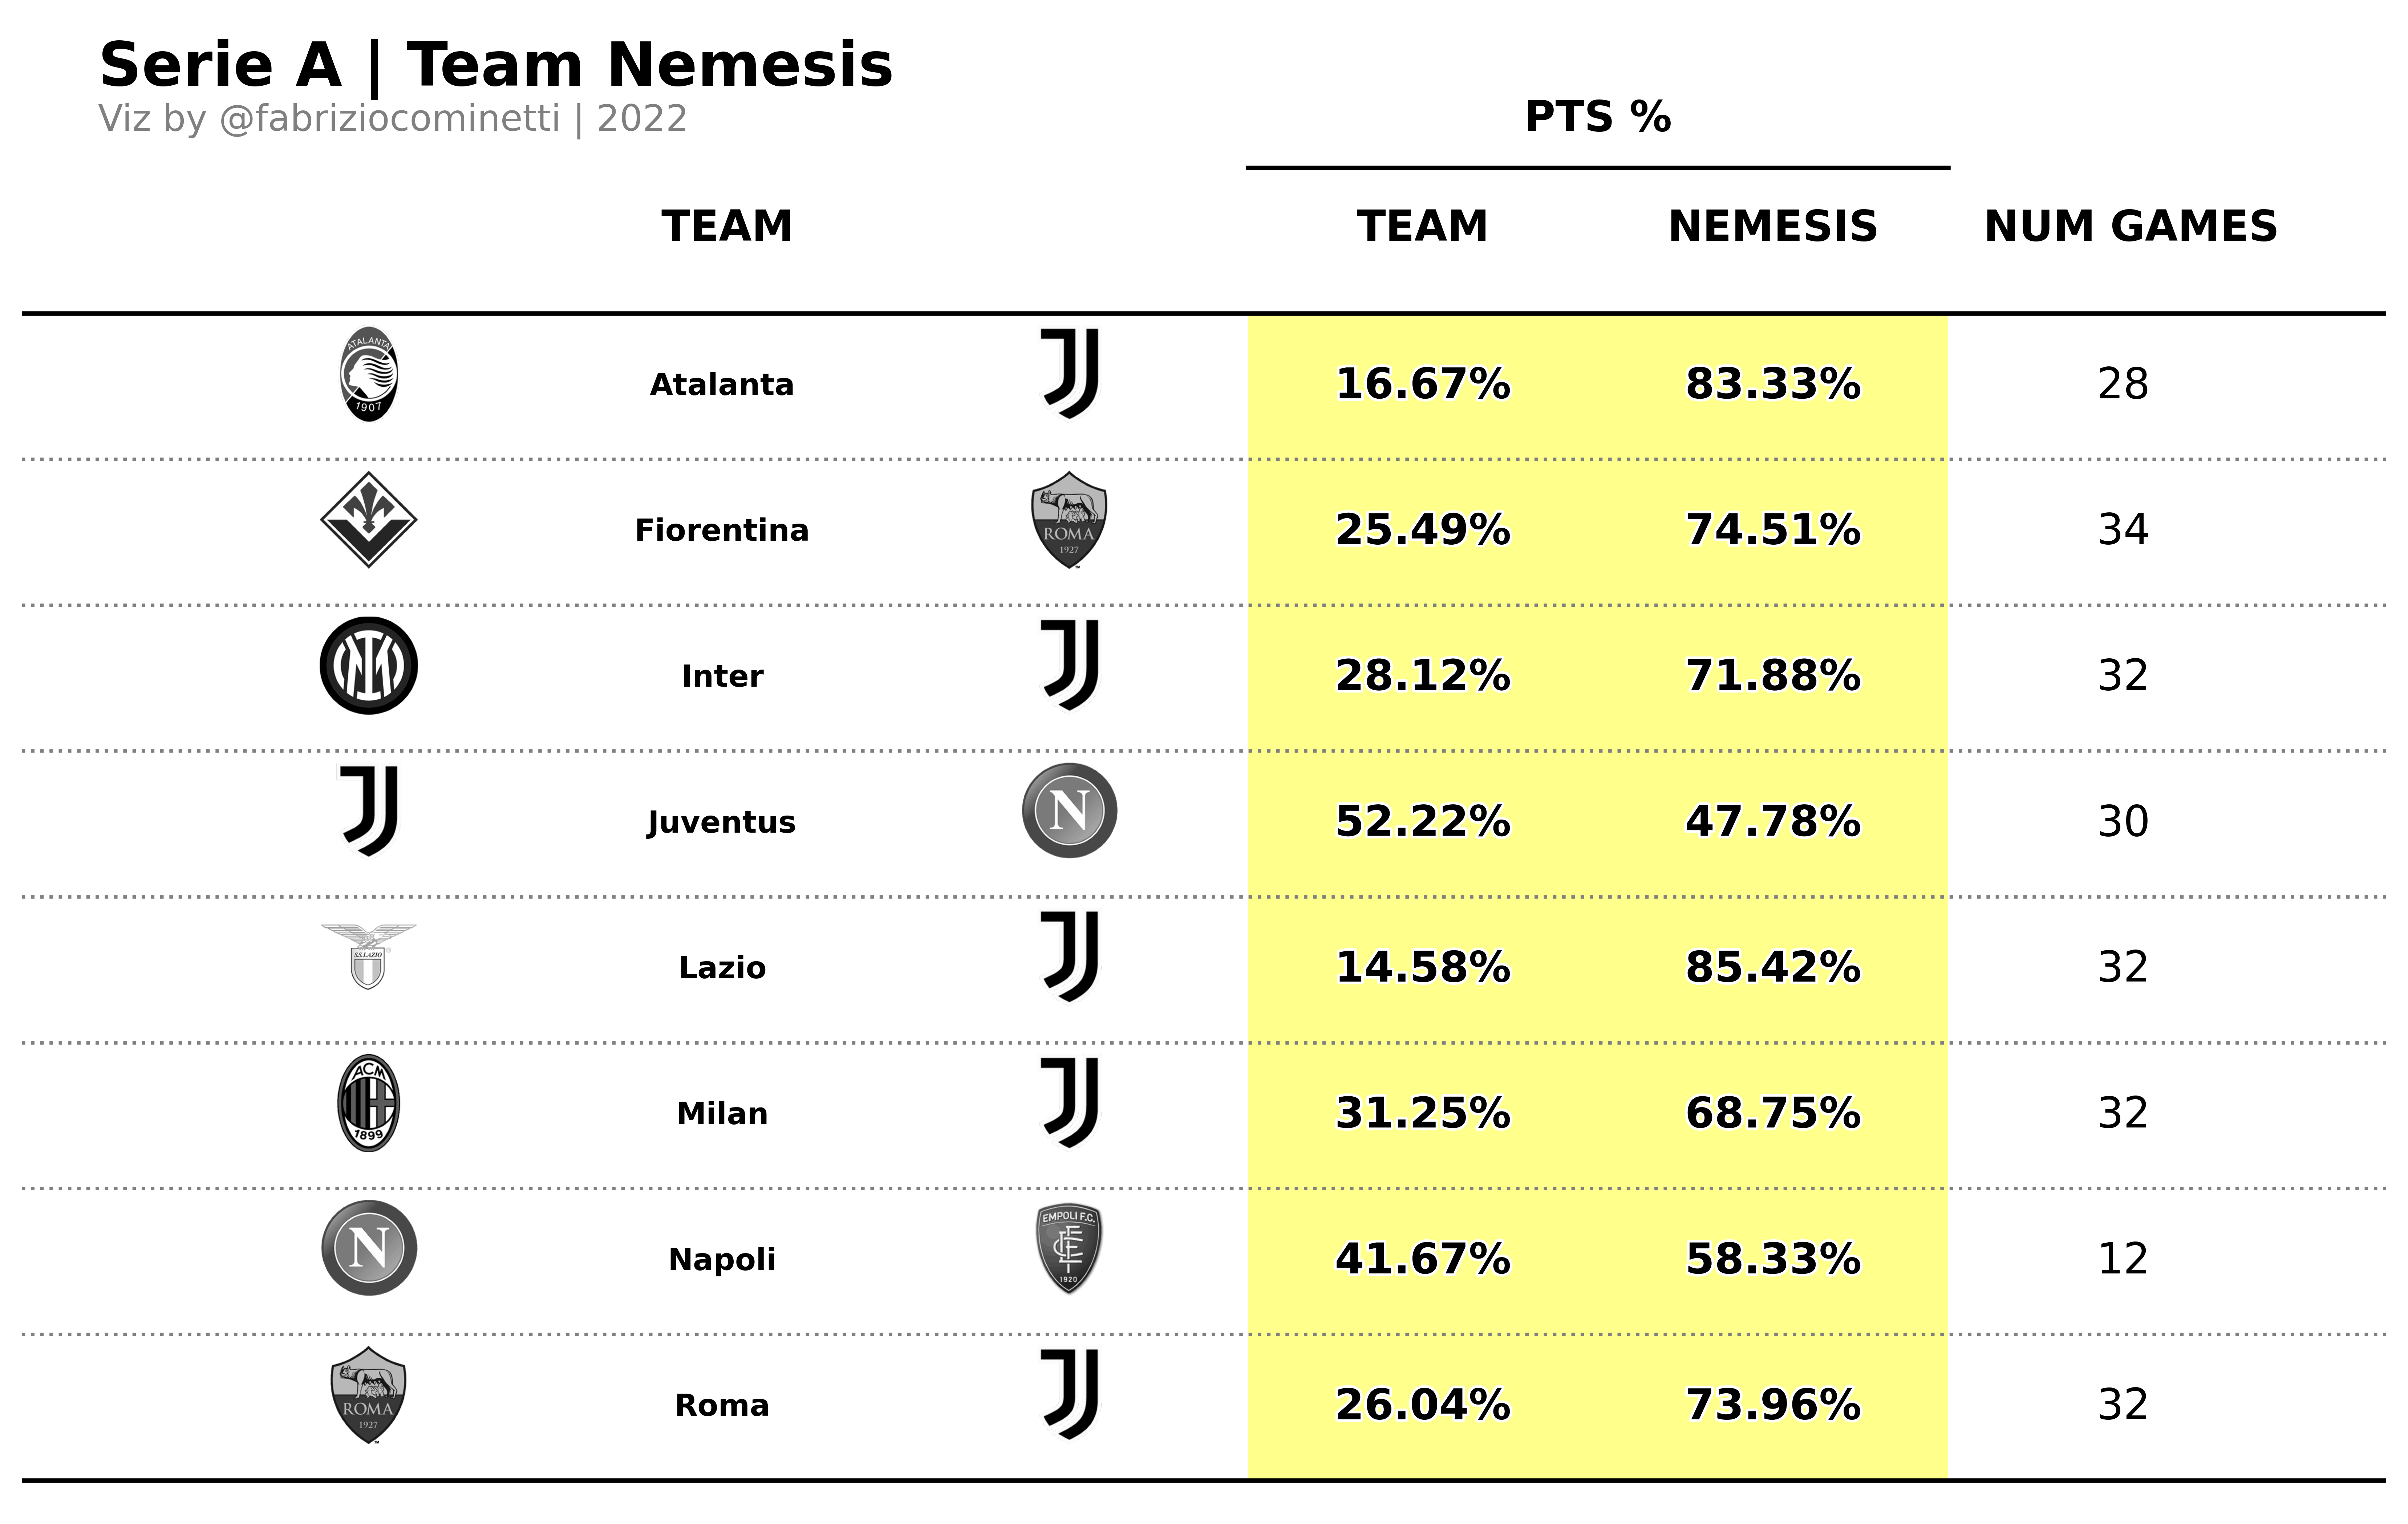 Serie A | Team Nemesis
Viz by @fabriziocominetti | 2022
PTS %
TEAM TEAM NEMESIS NUM GAMES
ATALANTA
1907
Atalanta 16.67% 83.33% 28
Fiorentina
ROMA
1927
25.49% 74.51% 34
Inter 28.12% 71.88% 32
Juventus
N
52.22% 47.78% 30
S.S.LAZIO
Lazio 14.58% 85.42% 32
ACM
1899
Milan 31.25% 68.75% 32
N
Napoli
EMPOLI F.C.
1920
41.67% 58.33% 12
ROMA
1927
Roma 26.04% 73.96% 32